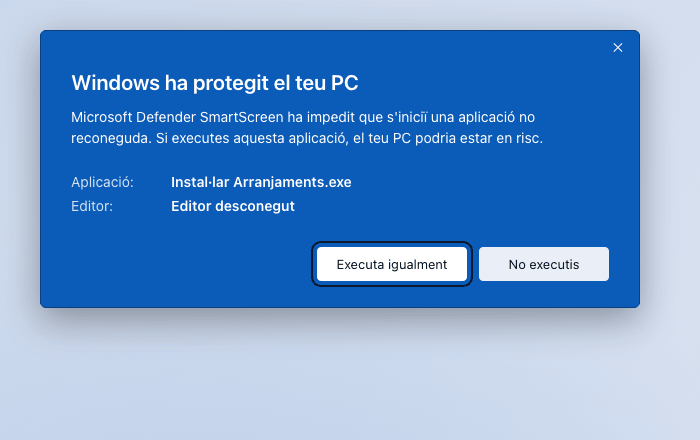 Windows ha protegit el teu PC
Microsoft Defender SmartScreen ha impedit que s'iniciï una aplicació no
reconeguda. Si executes aquesta aplicació, el teu PC podria estar en risc.
Aplicació: Instal·lar Arranjaments.exe
Editor: Editor desconegut
Executa igualment No executis